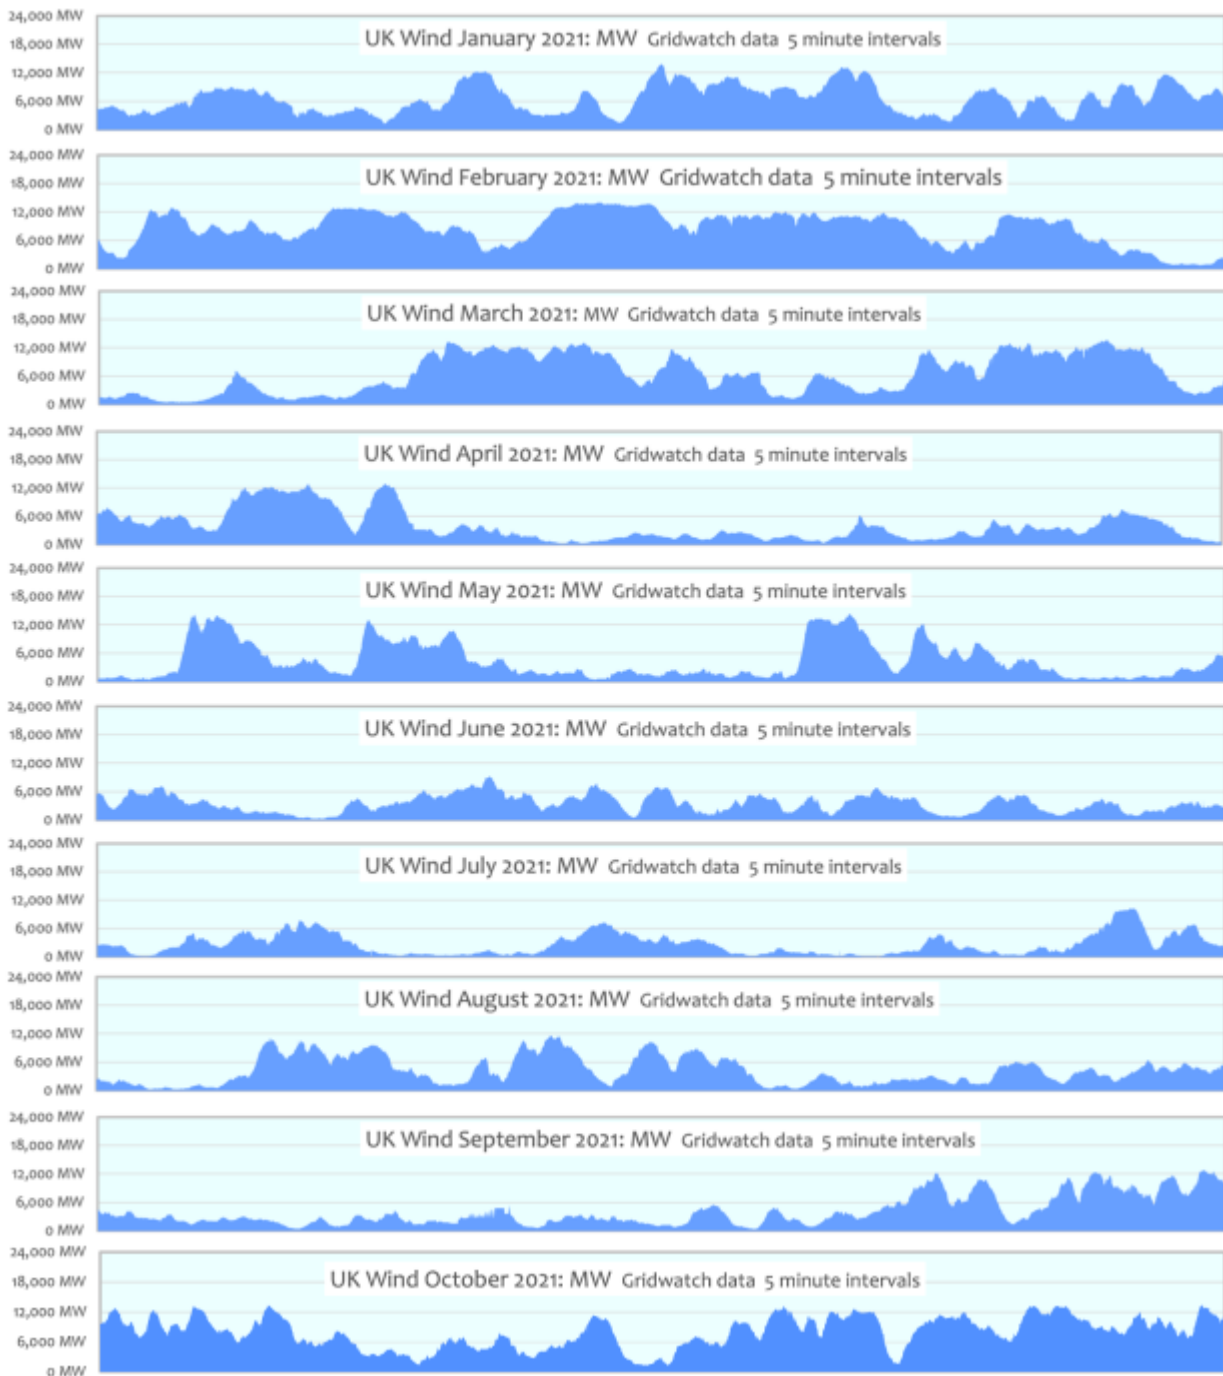 24,000 MW
UK Wind January 2021: MW Gridwatch data 5 minute intervals
18,000 MW
12,000 MW
6,000 MW
0 MW
24,000 MW
UK Wind February 2021: MW Gridwatch data 5 minute intervals
18,000 MW
12,000 MW
6,000 MW
0 MW
24,000 MW
UK Wind March 2021: MW Gridwatch data 5 minute intervals
18,000 MW
12,000 MW
6,000 MW
0 MW
24,000 MW
UK Wind April 2021: MW Gridwatch data 5 minute intervals
18,000 MW
12,000 MW
6,000 MW
0 MW
24,000 MW
UK Wind May 2021: MW Gridwatch data 5 minute intervals
18,000 MW
12,000 MW
6,000 MW
0 MW
24,000 MW
UK Wind June 2021: MW Gridwatch data 5 minute intervals
18,000 MW
12,000 MW
6,000 MW
0 MW
24,000 MW
UK Wind July 2021: MW Gridwatch data 5 minute intervals
18,000 MW
12,000 MW
6,000 MW
0 MW
24,000 MW
UK Wind August 2021: MW Gridwatch data 5 minute intervals
18,000 MW
12,000 MW
6,000 MW
0 MW
24,000 MW
UK Wind September 2021: MW Gridwatch data 5 minute intervals
18,000 MW
12,000 MW
6,000 MW
0 MW
24,000 MW
UK Wind October 2021: MW Gridwatch data 5 minute intervals
18,000 MW
12,000 MW
6,000 MW
0 MW